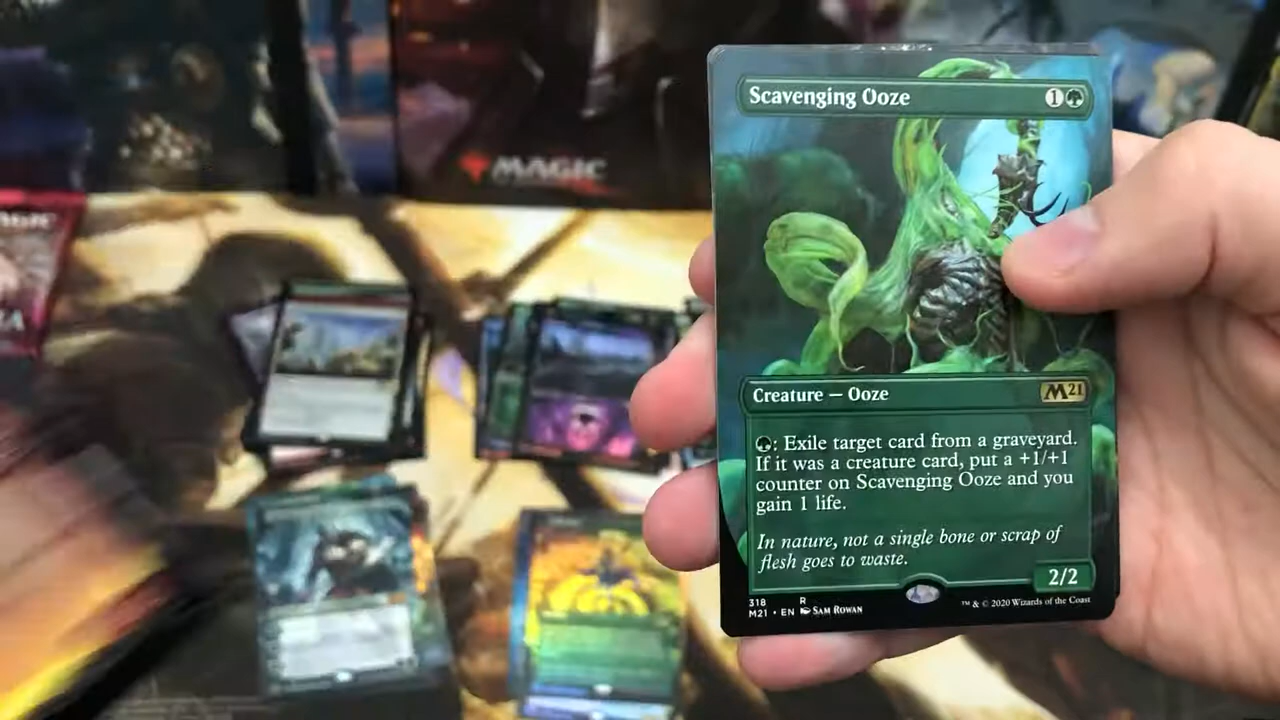 MAGIC
Scavenging Ooze
1
Creature — Ooze
M21
: Exile target card from a graveyard.
If it was a creature card, put a +1/+1
counter on Scavenging Ooze and you
gain 1 life.
In nature, not a single bone or scrap of
flesh goes to waste.
2/2
318 R
M21 • EN SAM ROWAN
™ & © 2020 Wizards of the Coast